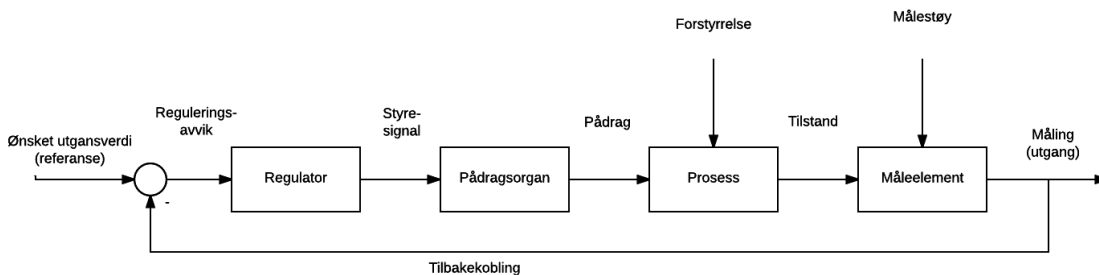 Forstyrrelse
Målestøy
Regulerings-
avvik
Styre-
signal
Pådrag
Tilstand
Måling
(utgang)
Ønsket utgansverdi
(referanse)
Regulator
Pådragsorgan
Prosess
Måleelement
-
Tilbakekobling